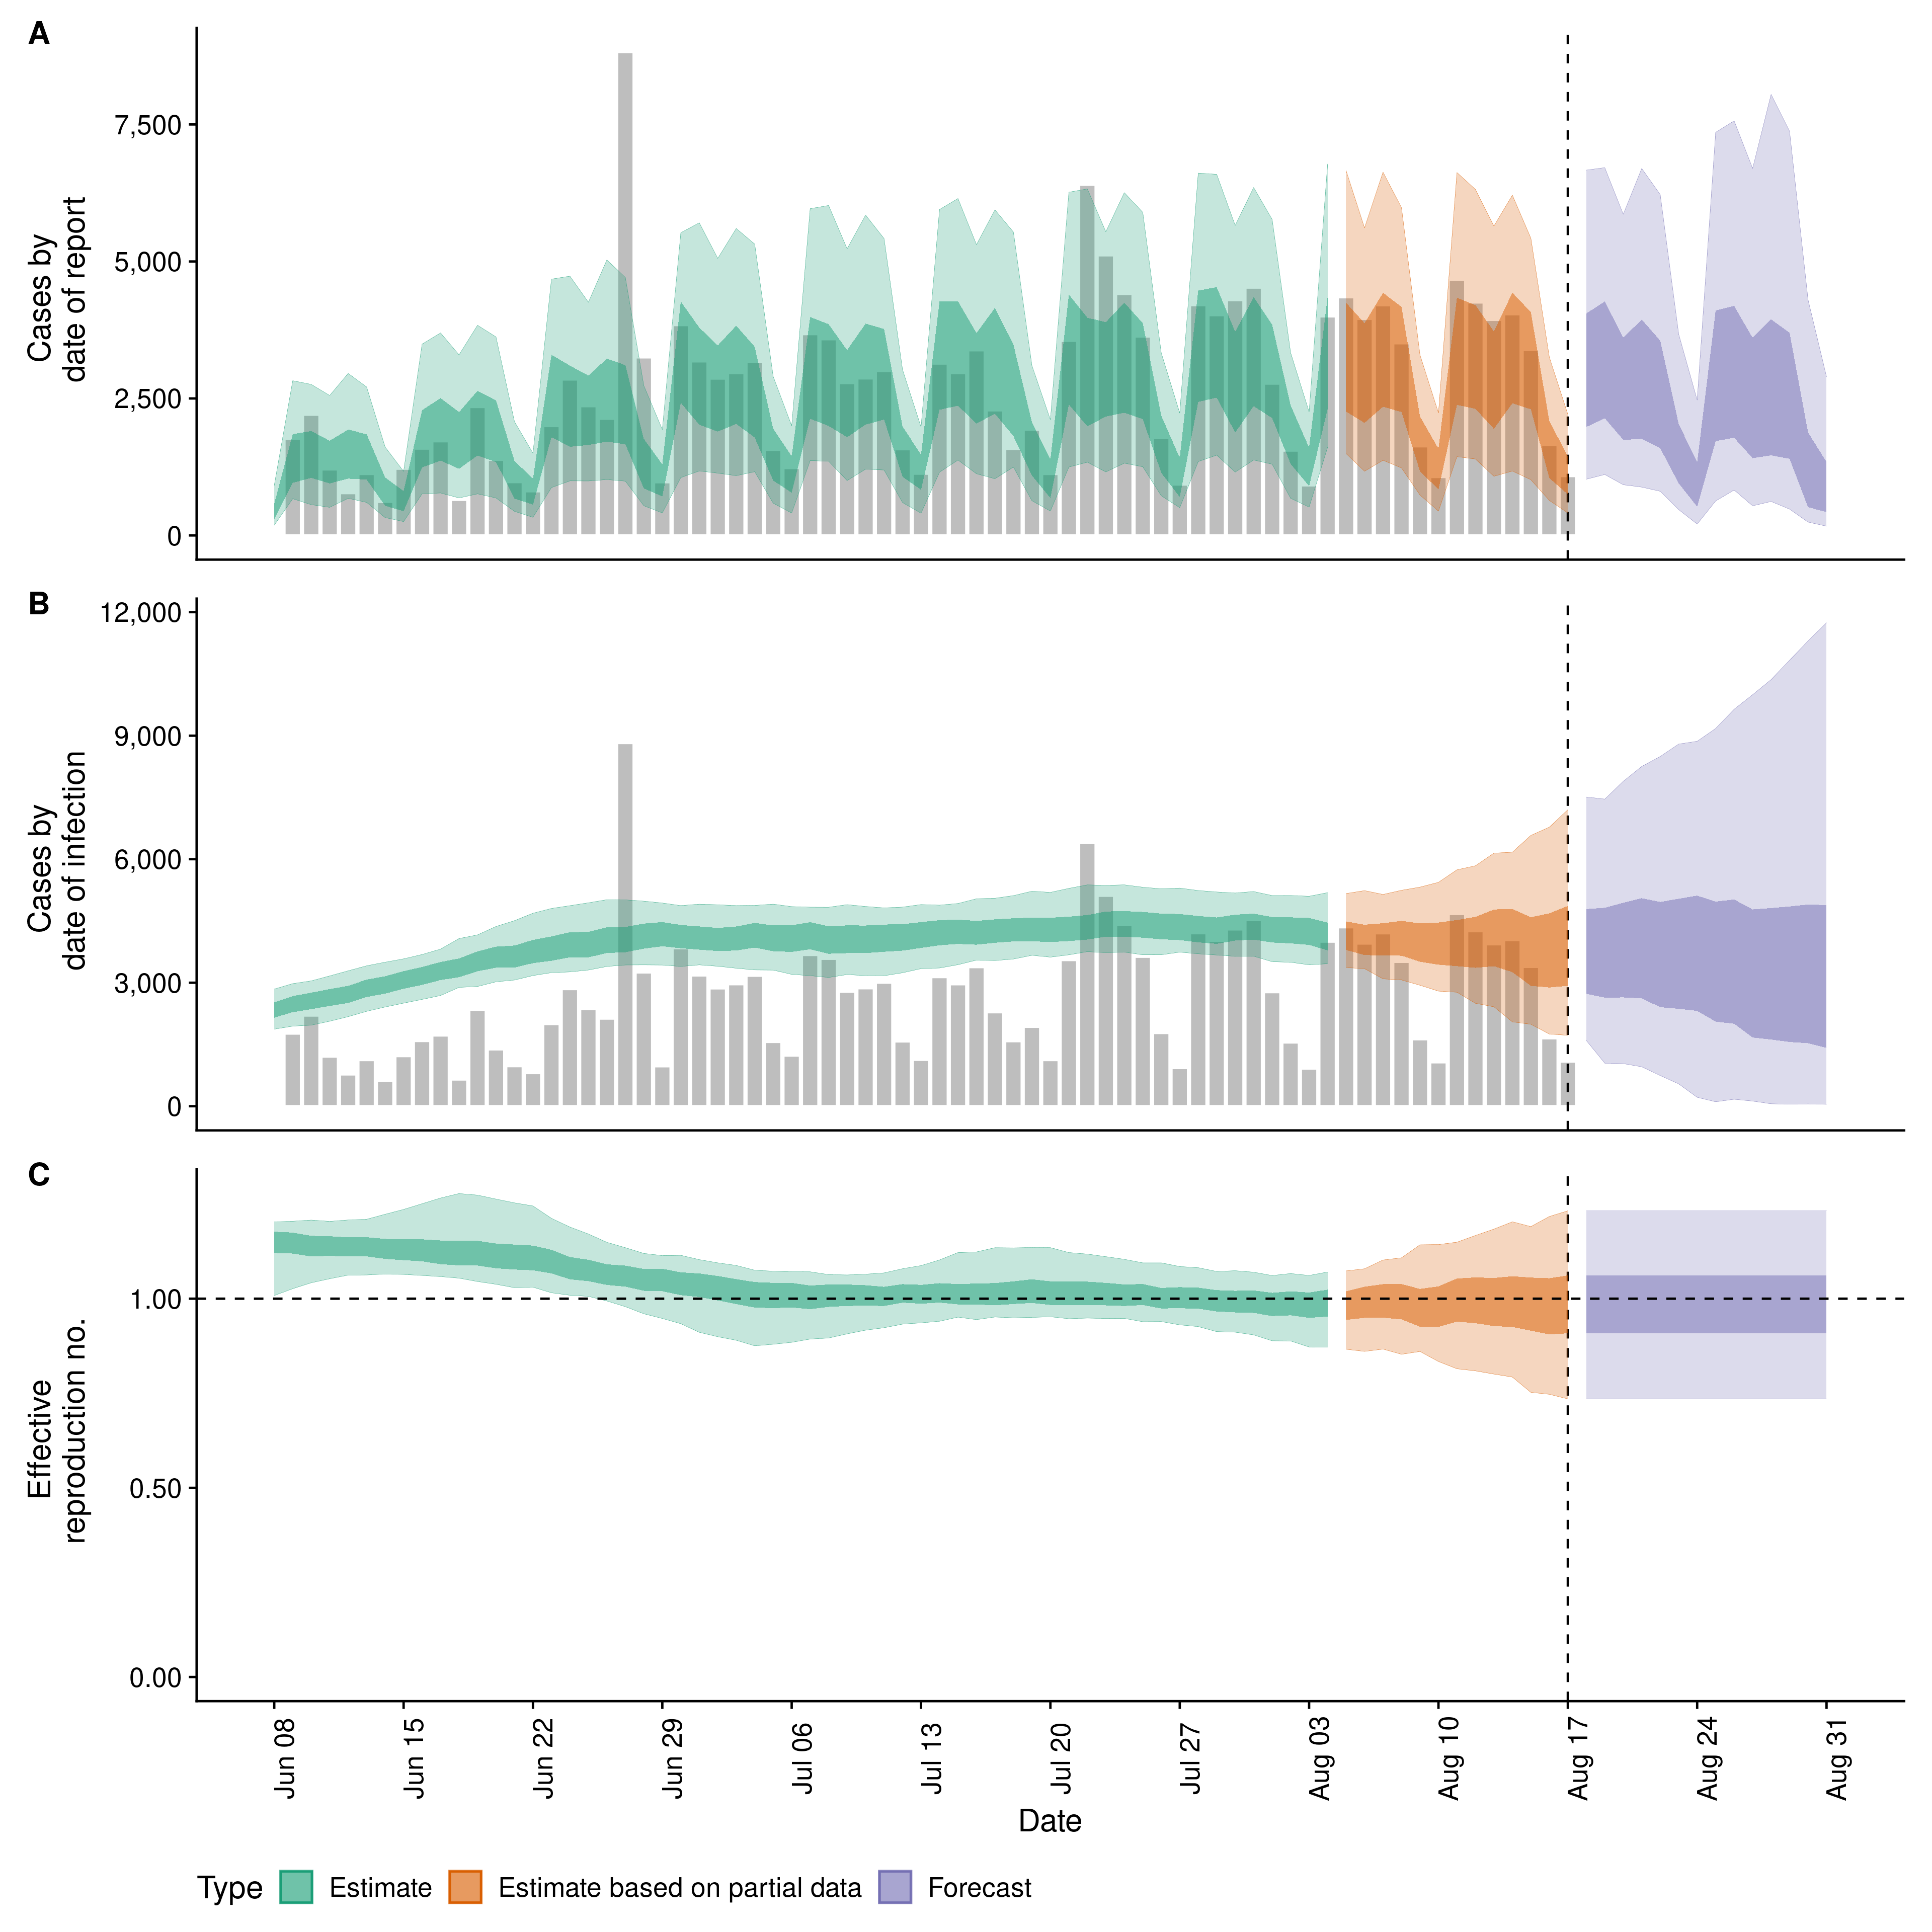 A
Cases by
date of report
7,500
5,000
2,500
0
B
Cases by
date of infection
12,000
9,000
6,000
3,000
0
C
Effective
reproduction no.
1.00
0.50
0.00
Jun 08
Jun 15
Jun 22
Jun 29
Jul 06
Jul 13
Jul 20
Jul 27
Aug 03
Aug 10
Aug 17
Aug 24
Aug 31
Date
Type Estimate Estimate based on partial data Forecast